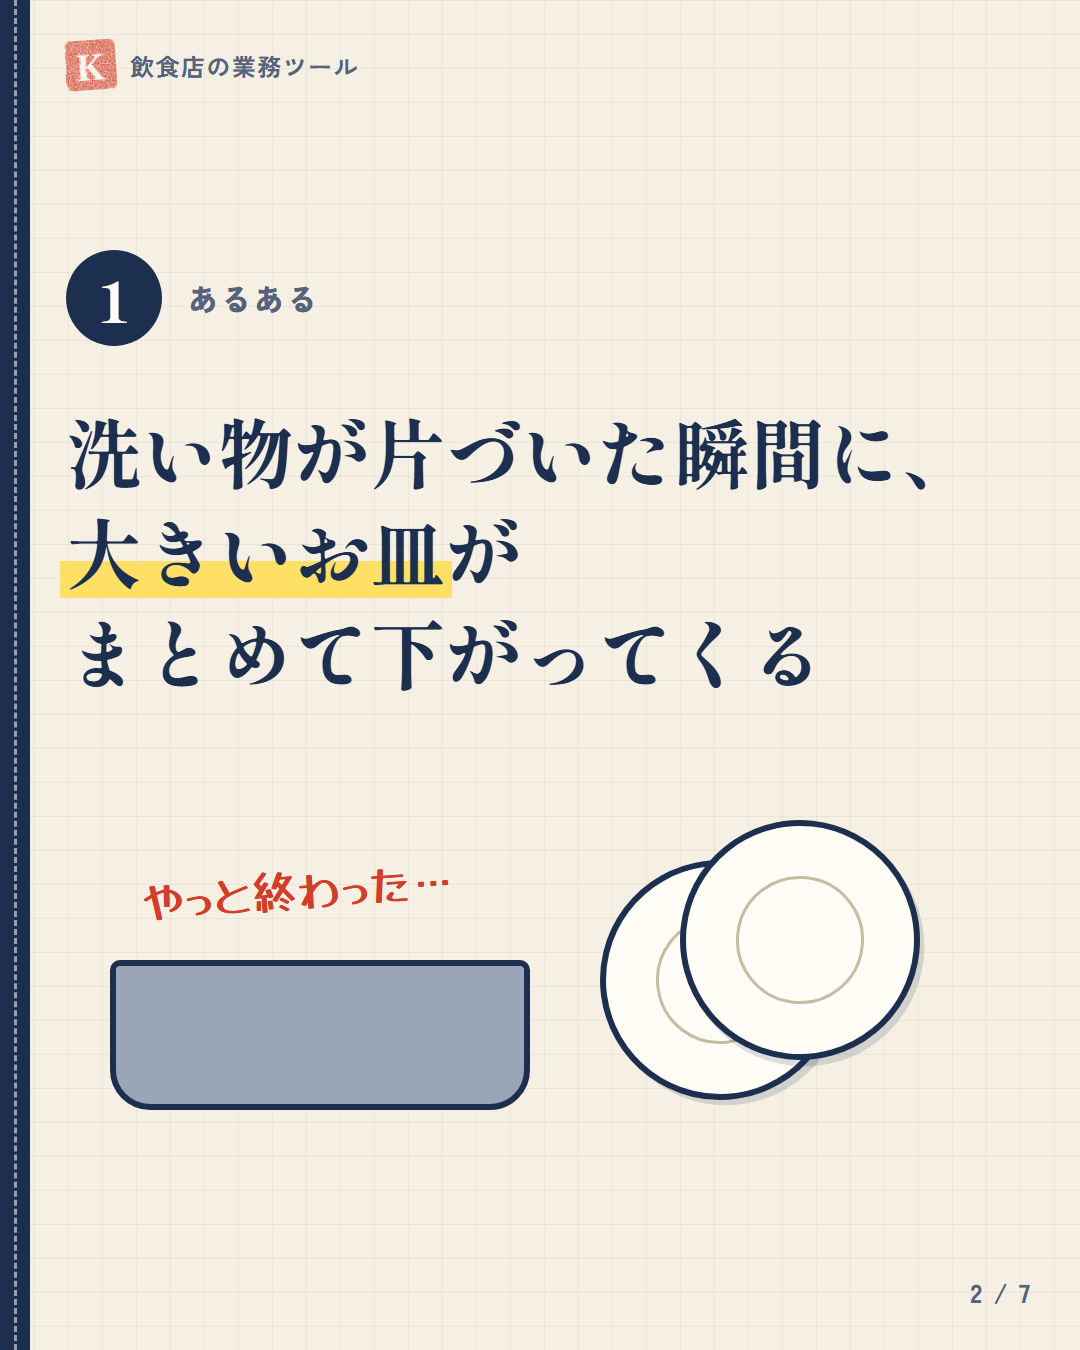 K 飲食店の業務ツール
1 あるある
洗い物が片づいた瞬間に、
大きいお皿が
まとめて下がってくる
やっと終わった…
2 / 7